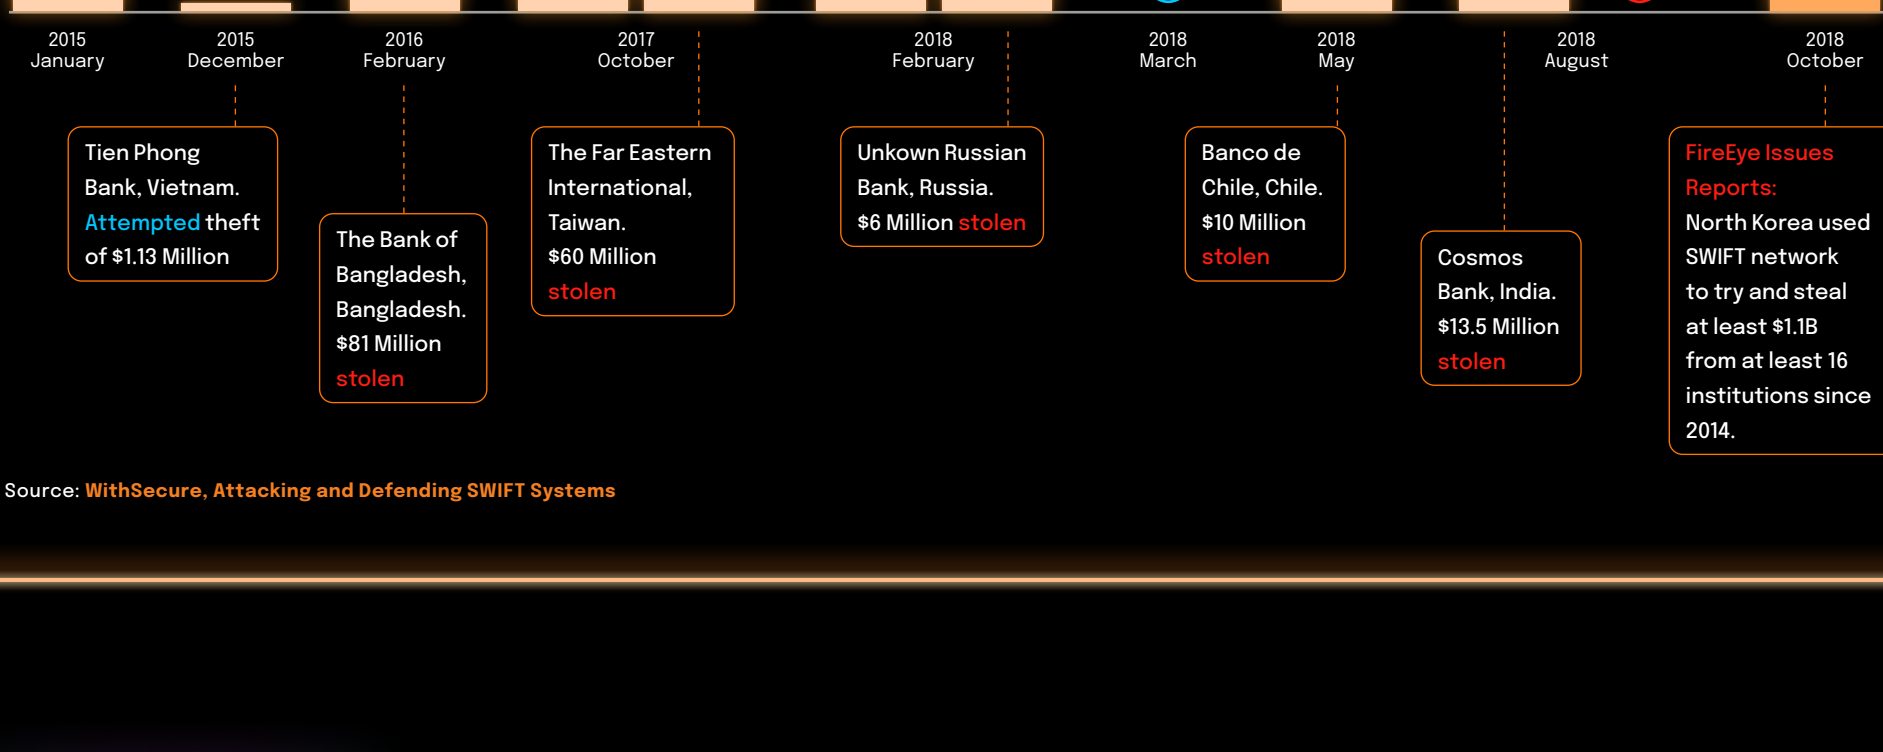 2015
January
2015
December
2016
February
2017
October
2018
February
2018
March
2018
May
2018
August
2018
October
Tien Phong
Bank, Vietnam.
Attempted theft
of $1.13 Million
The Bank of
Bangladesh,
Bangladesh.
$81 Million
stolen
The Far Eastern
International,
Taiwan.
$60 Million
stolen
Unkown Russian
Bank, Russia.
$6 Million stolen
Banco de
Chile, Chile.
$10 Million
stolen
Cosmos
Bank, India.
$13.5 Million
stolen
FireEye Issues
Reports:
North Korea used
SWIFT network
to try and steal
at least $1.1B
from at least 16
institutions since
2014.
Source: WithSecure, Attacking and Defending SWIFT Systems